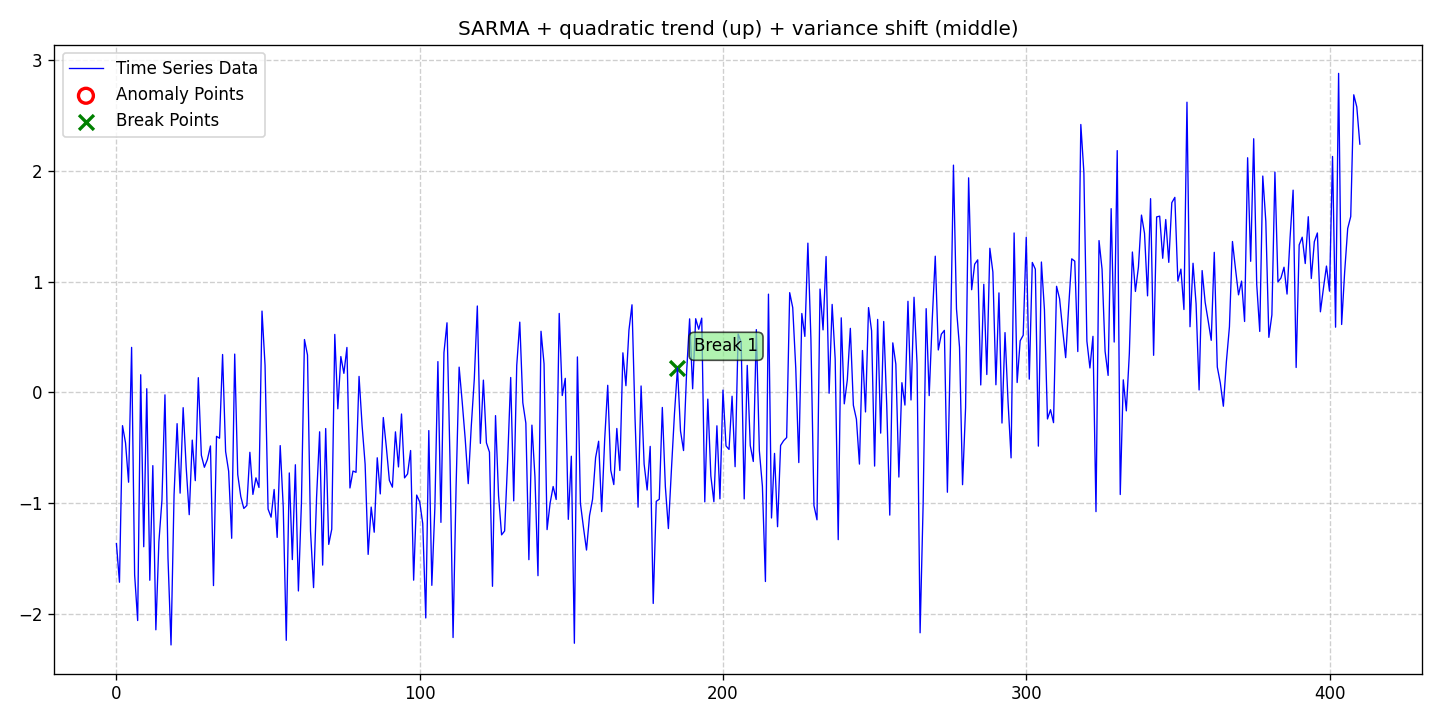 SARMA + quadratic trend (up) + variance shift (middle)
Time Series Data
Anomaly Points
Break Points
Break 1
3
2
1
0
−1
−2
0
100
200
300
400